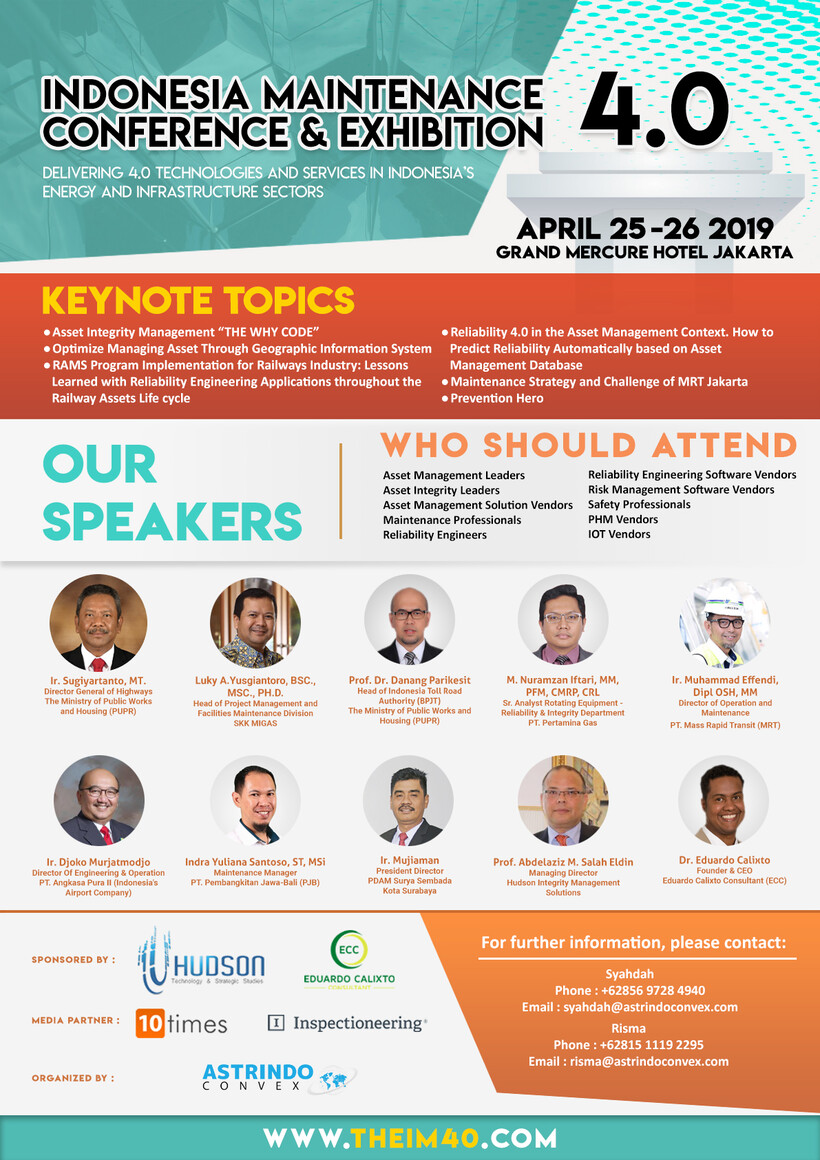 INDONESIA MAINTENANCE
CONFERENCE & EXHIBITION
4.0
DELIVERING 4.0 TECHNOLOGIES AND SERVICES IN INDONESIA'S
ENERGY AND INFRASTRUCTURE SECTORS
APRIL 25-26 2019
GRAND MERCURE HOTEL JAKARTA
KEYNOTE TOPICS
● Asset Integrity Management “THE WHY CODE”
● Optimize Managing Asset Through Geographic Information System
● RAMS Program Implementation for Railways Industry: Lessons
Learned with Reliability Engineering Applications throughout the
Railway Assets Life cycle
● Reliability 4.0 in the Asset Management Context. How to
Predict Reliability Automatically based on Asset
Management Database
● Maintenance Strategy and Challenge of MRT Jakarta
● Prevention Hero
OUR
SPEAKERS
WHO SHOULD ATTEND
Asset Management Leaders
Asset Integrity Leaders
Asset Management Solution Vendors
Maintenance Professionals
Reliability Engineers
Reliability Engineering Software Vendors
Risk Management Software Vendors
Safety Professionals
PHM Vendors
IOT Vendors
Ir. Sugiyartanto, MT.
Director General of Highways
The Ministry of Public Works
and Housing (PUPR)
Luky A.Yusgiantoro, BSC.,
MSC., PH.D.
Head of Project Management and
Facilities Maintenance Division
SKK MIGAS
Prof. Dr. Danang Parikesit
Head of Indonesia Toll Road
Authority (BPJT)
The Ministry of Public Works and
Housing (PUPR)
M. Nuramzan Iftari, MM,
PFM, CMRP, CRL
Sr. Analyst Rotating Equipment -
Reliability & Integrity Department
PT. Pertamina Gas
Ir. Muhammad Effendi,
Dipl OSH, MM
Director of Operation and
Maintenance
PT. Mass Rapid Transit (MRT)
Ir. Djoko Murjatmodjo
Director Of Engineering & Operation
PT. Angkasa Pura II (Indonesia's
Airport Company)
Indra Yuliana Santoso, ST, MSi
Maintenance Manager
PT. Pembangkitan Jawa-Bali (PJB)
Ir. Mujiaman
President Director
PDAM Surya Sembada
Kota Surabaya
Prof. Abdelaziz M. Salah Eldin
Managing Director
Hudson Integrity Management
Solutions
Dr. Eduardo Calixto
Founder & CEO
Eduardo Calixto Consultant (ECC)
SPONSORED BY :
HUDSON
Technology & Strategic Studies
ECC
EDUARDO CALIXTO
CONSULTANT
MEDIA PARTNER :
10times
I Inspectioneering
ORGANIZED BY :
ASTRINDO
CONVEX
For further information, please contact:
Syahdah
Phone : +62856 9728 4940
Email : syahdah@astrindoconvex.com
Risma
Phone : +62815 1119 2295
Email : risma@astrindoconvex.com
WWW.THEIM40.COM